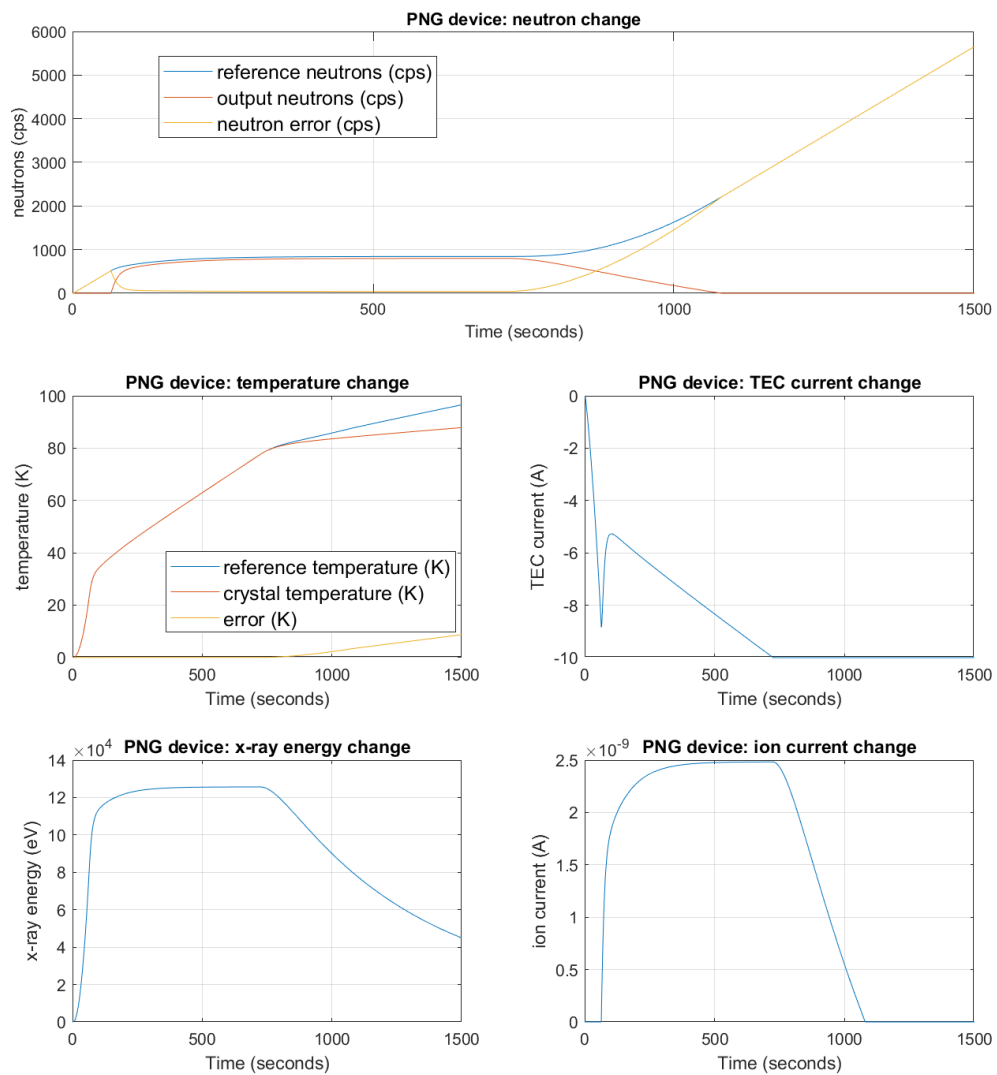 PNG device: neutron change
6000
5000
4000
3000
2000
1000
0
neutrons (cps)
reference neutrons (cps)
output neutrons (cps)
neutron error (cps)
0 500 1000 1500
Time (seconds)
PNG device: temperature change
100
80
60
40
20
0
temperature (K)
reference temperature (K)
crystal temperature (K)
error (K)
0 500 1000 1500
Time (seconds)
PNG device: TEC current change
0
-2
-4
-6
-8
-10
TEC current (A)
0 500 1000 1500
Time (seconds)
×10⁴ PNG device: x-ray energy change
14
12
10
8
6
4
2
0
x-ray energy (eV)
0 500 1000 1500
Time (seconds)
×10⁻⁹ PNG device: ion current change
2.5
2
1.5
1
0.5
0
ion current (A)
0 500 1000 1500
Time (seconds)